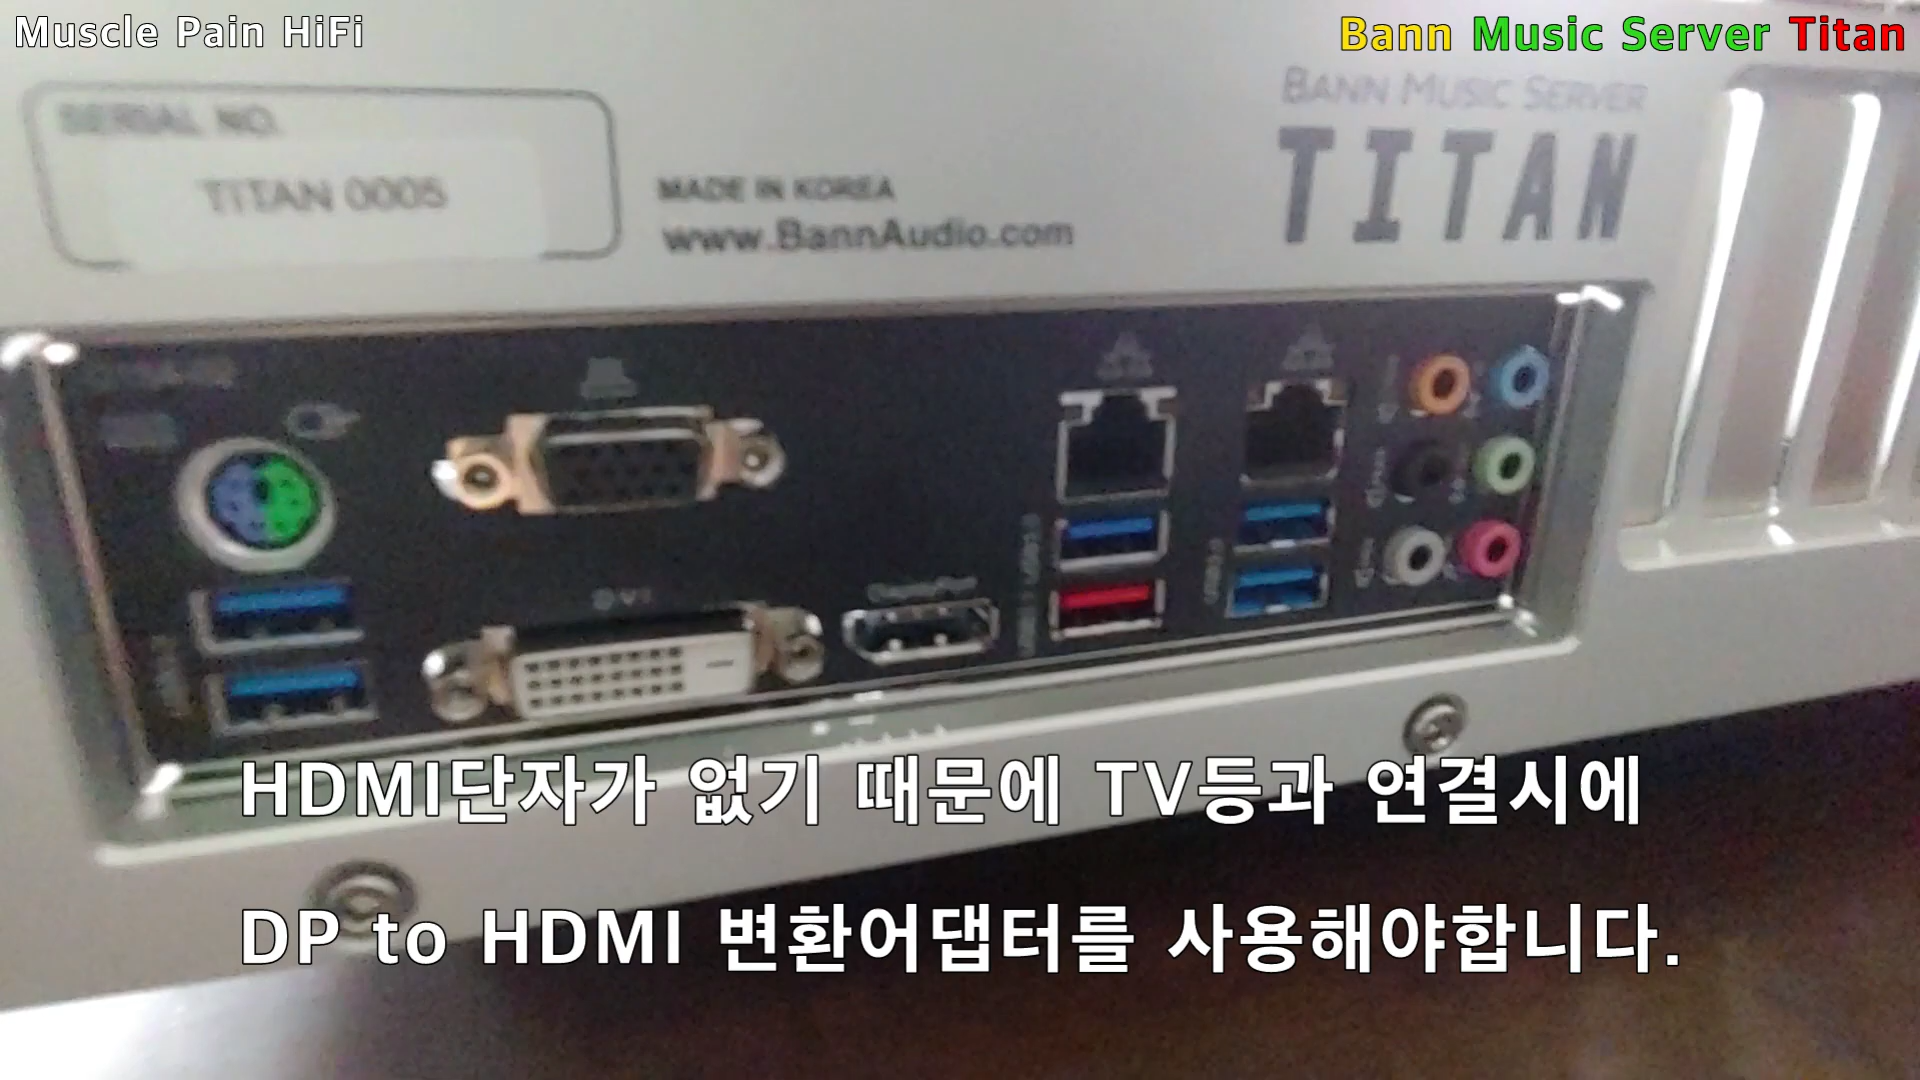 Muscle Pain HiFi
Bann Music Server Titan
BANN MUSIC SERVER
TITAN
SERIAL NO.
TITAN 0005
MADE IN KOREA
www.BannAudio.com
DVI
DisplayPort
HDMI단자가 없기 때문에 TV등과 연결시에
DP to HDMI 변환어댑터를 사용해야합니다.